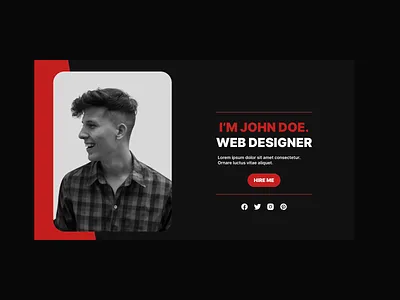 I'M JOHN DOE.
WEB DESIGNER
Lorem ipsum dolor sit amet consectetur.
Ornare luctus vitae aliquet.
HIRE ME